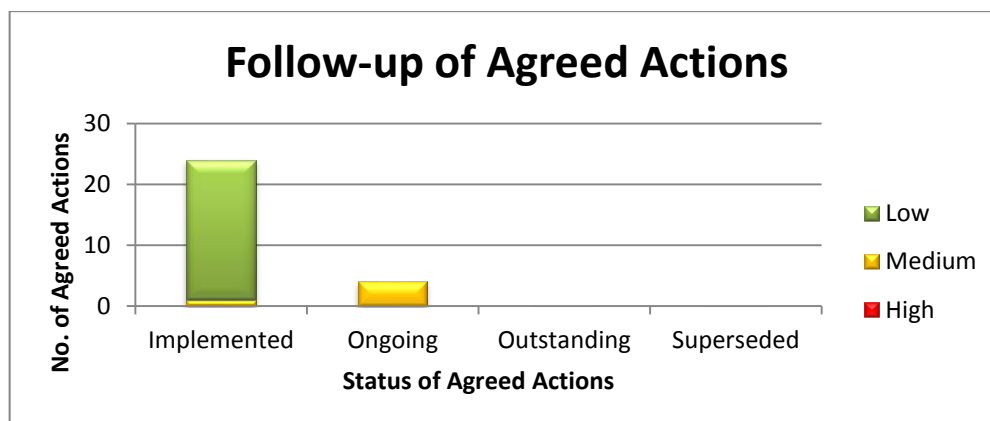 Follow-up of Agreed Actions
No. of Agreed Actions
30
20
10
0
Implemented
Ongoing
Outstanding
Superseded
Status of Agreed Actions
Low
Medium
High